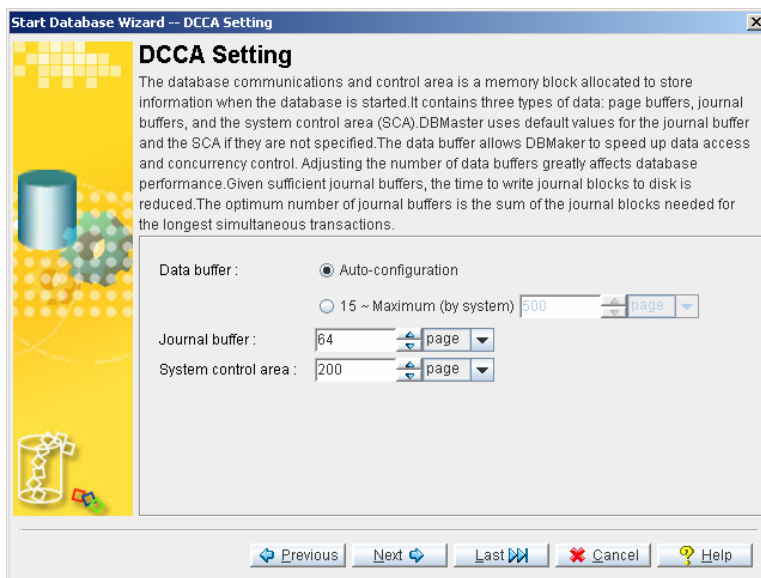 Start Database Wizard -- DCCA Setting
DCCA Setting
The database communications and control area is a memory block allocated to store
information when the database is started.It contains three types of data: page buffers, journal
buffers, and the system control area (SCA).DBMaster uses default values for the journal buffer
and the SCA if they are not specified.The data buffer allows DBMaker to speed up data access
and concurrency control. Adjusting the number of data buffers greatly affects database
performance.Given sufficient journal buffers, the time to write journal blocks to disk is
reduced.The optimum number of journal buffers is the sum of the journal blocks needed for
the longest simultaneous transactions.
Data buffer : Auto-configuration
15 ~ Maximum (by system) 500 page
Journal buffer : 64 page
System control area : 200 page
Previous Next Last Cancel Help